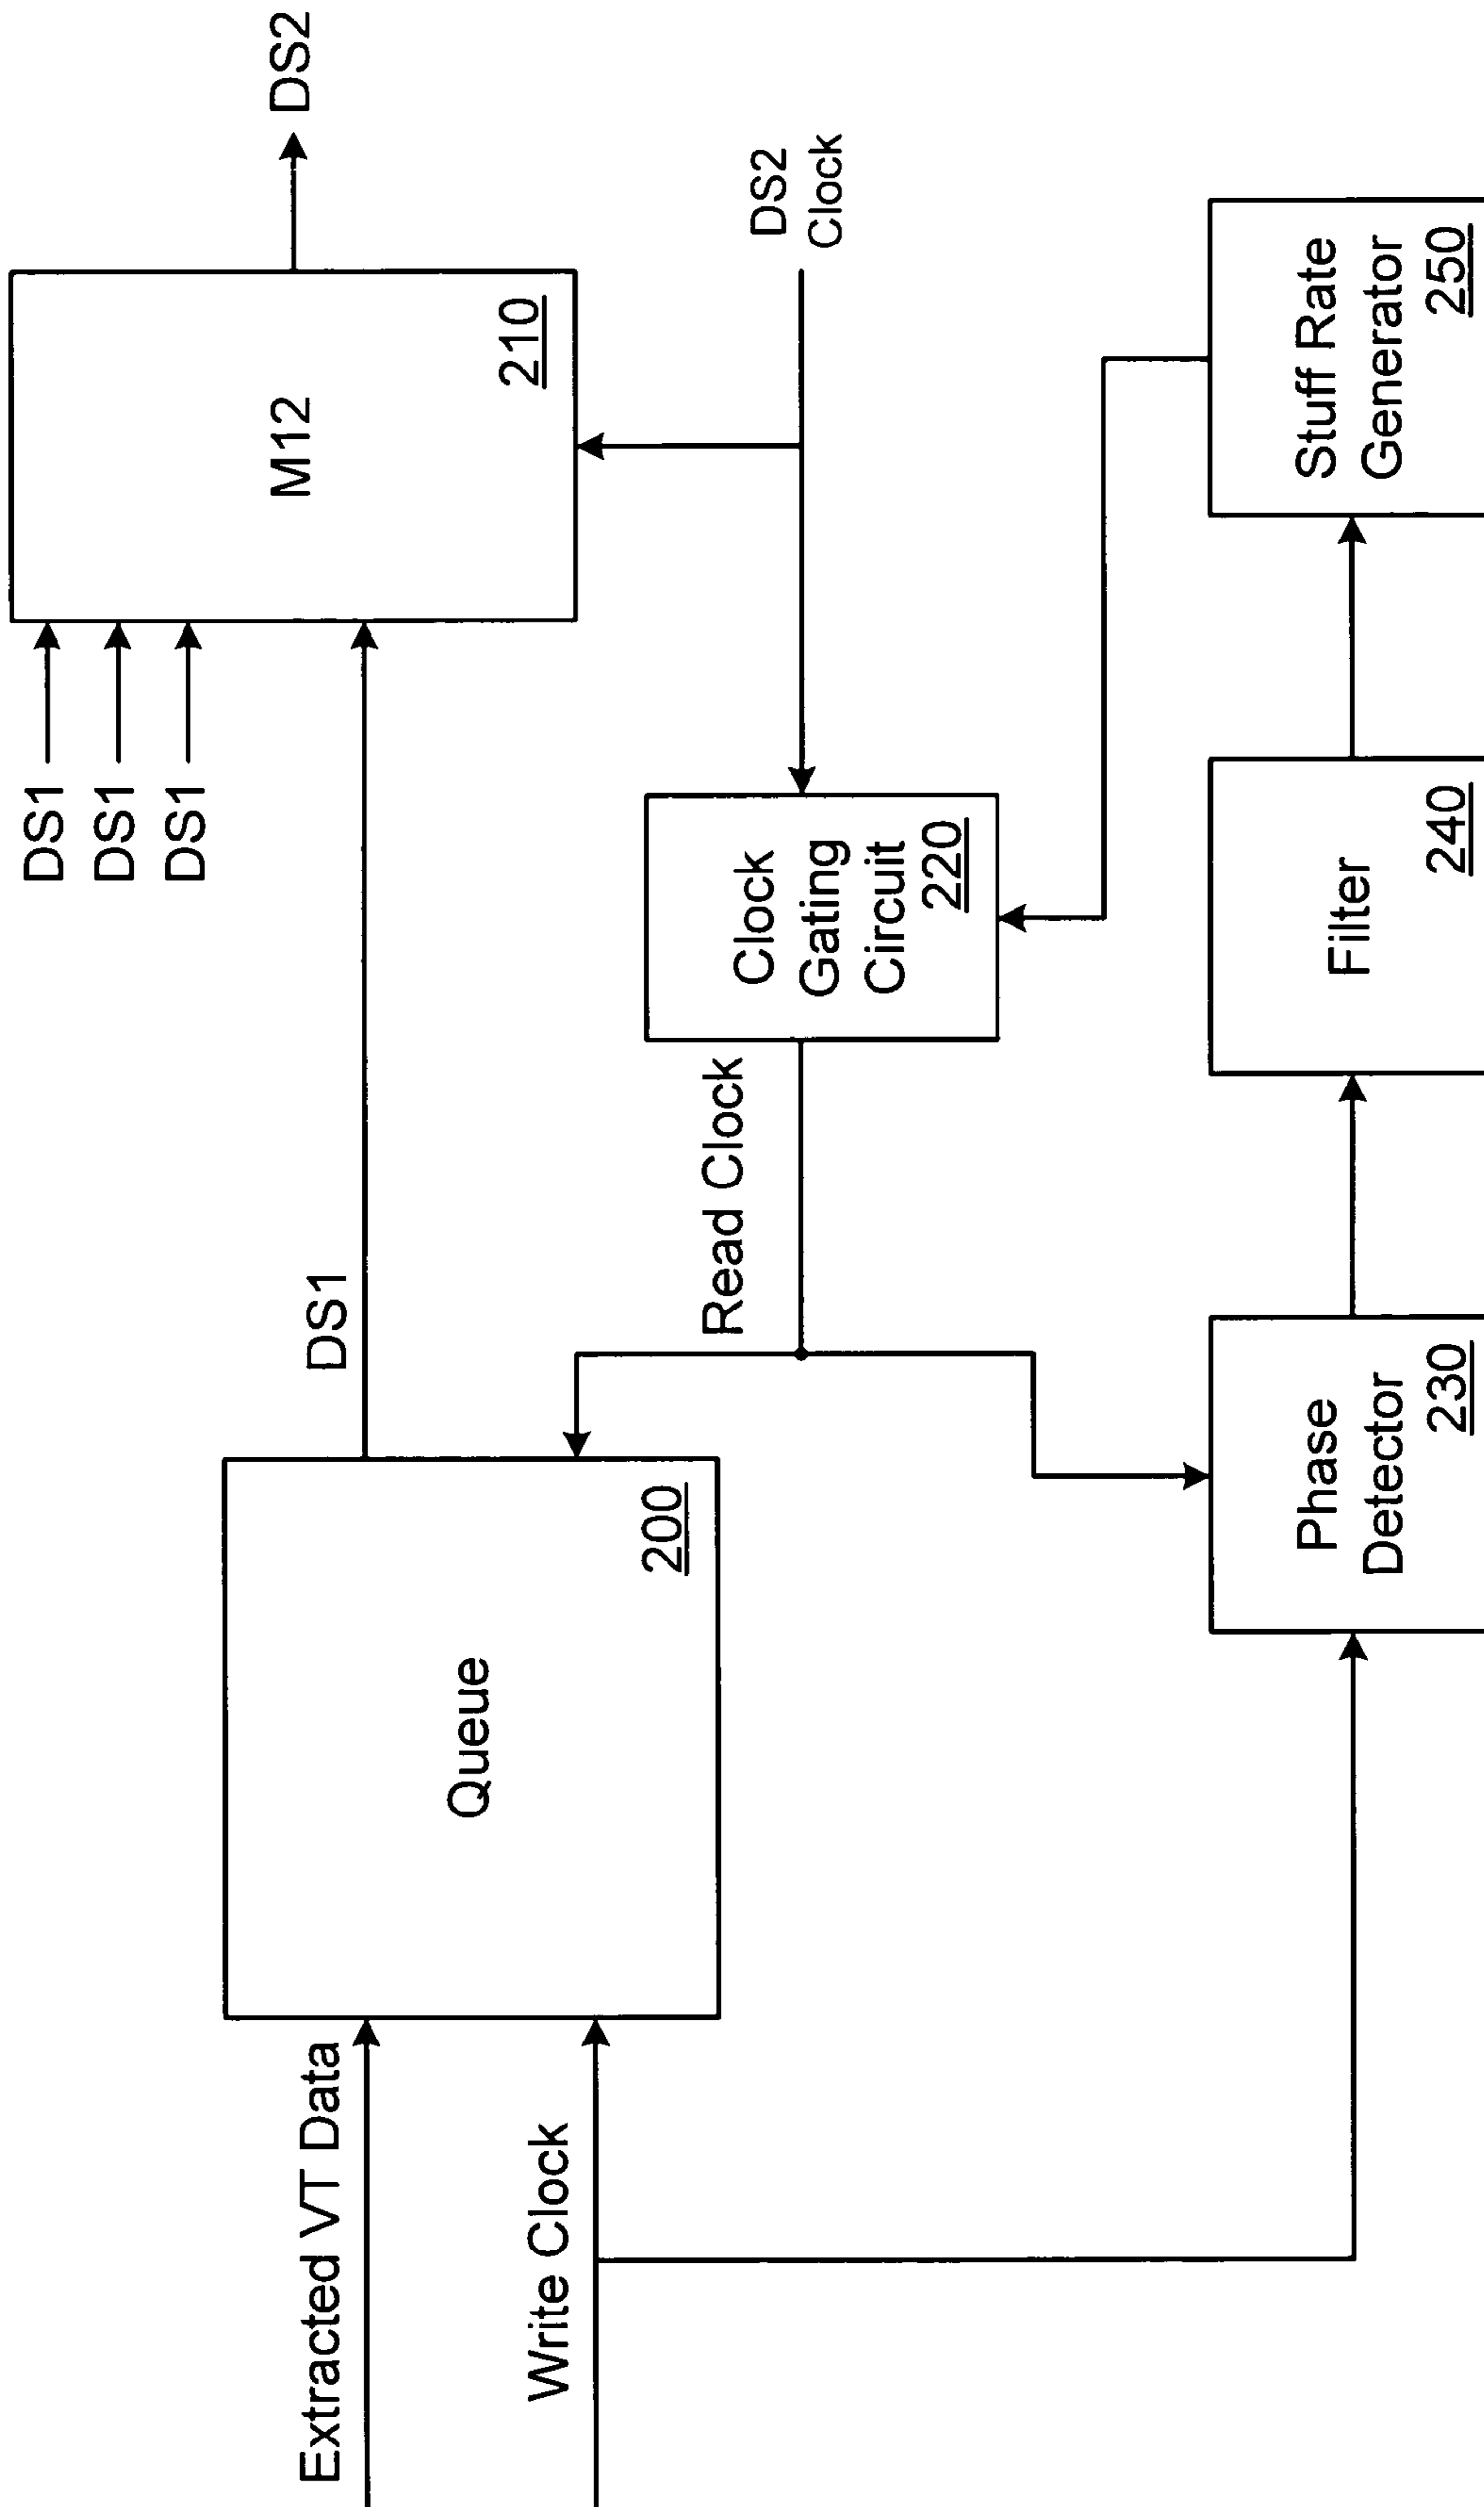 DS1
DS1
DS1
M12
210
DS2
Extracted VT Data
DS1
Queue
200
Write Clock
Read Clock
Clock
Gating
Circuit
220
DS2
Clock
Phase
Detector
230
Filter
240
Stuff Rate
Generator
250